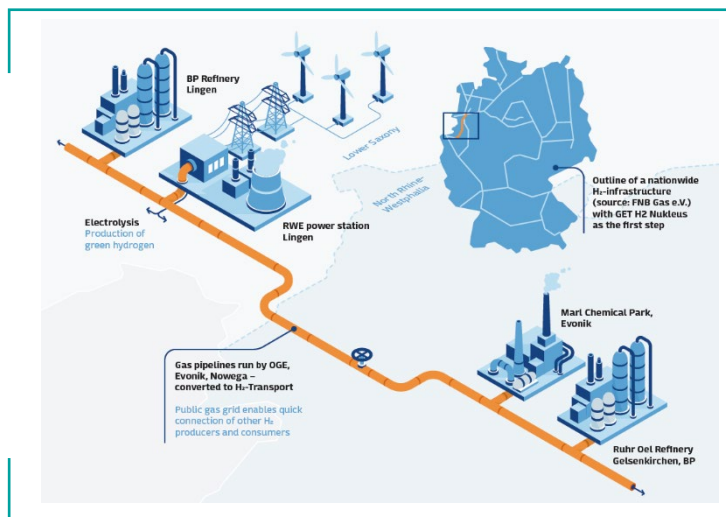 BP Refinery
Lingen
Lower Saxony
North Rhine-
Westphalia
Outline of a nationwide
H₂-infrastructure
(source: FNB Gas e.V.)
with GET H2 Nukleus
as the first step
Electrolysis
Production of
green hydrogen
RWE power station
Lingen
Marl Chemical Park,
Evonik
Gas pipelines run by OGE,
Evonik, Nowega –
converted to H₂-Transport
Public gas grid enables quick
connection of other H₂
producers and consumers
Ruhr Oel Refinery
Gelsenkirchen, BP